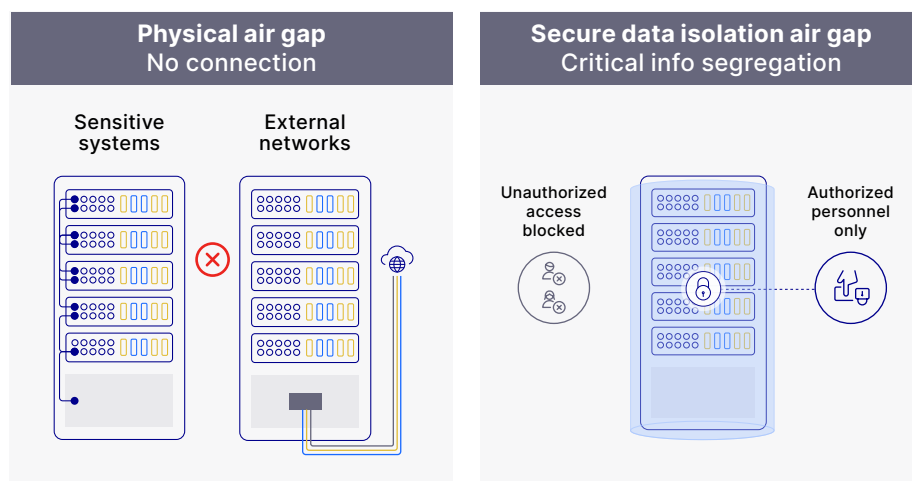 Physical air gap
No connection
Sensitive
systems
External
networks
Secure data isolation air gap
Critical info segregation
Unauthorized
access
blocked
Authorized
personnel
only